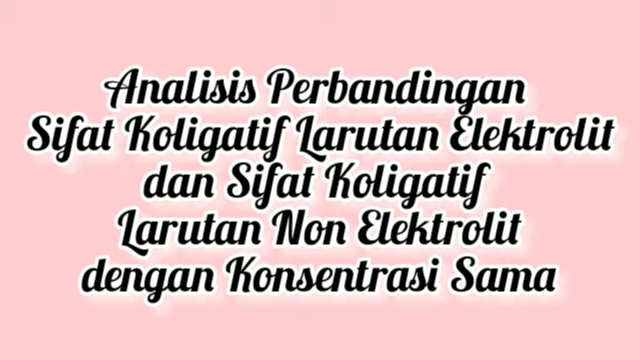 Analisis Perbandingan
Sifat Koligatif Larutan Elektrolit
dan Sifat Koligatif
Larutan Non Elektrolit
dengan Konsentrasi Sama